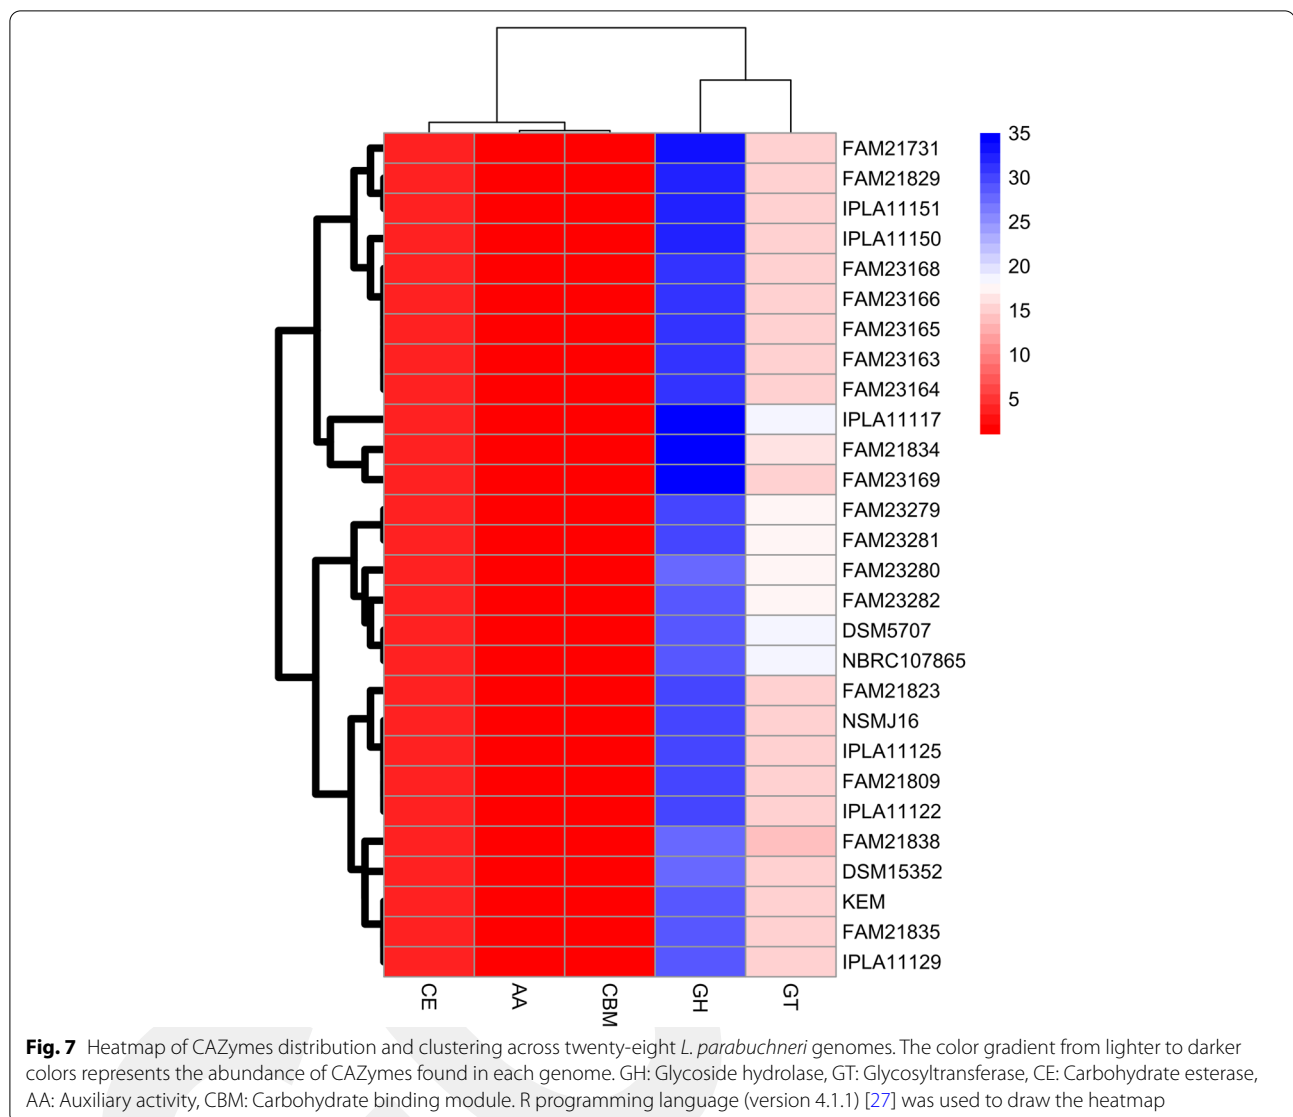 FAM21731
FAM21829
IPLA11151
IPLA11150
FAM23168
FAM23166
FAM23165
FAM23163
FAM23164
IPLA11117
FAM21834
FAM23169
FAM23279
FAM23281
FAM23280
FAM23282
DSM5707
NBRC107865
FAM21823
NSMJ16
IPLA11125
FAM21809
IPLA11122
FAM21838
DSM15352
KEM
FAM21835
IPLA11129
35
30
25
20
15
10
5
CE
AA
CBM
GH
GT
Fig. 7 Heatmap of CAZymes distribution and clustering across twenty-eight L. parabuchneri genomes. The color gradient from lighter to darker
colors represents the abundance of CAZymes found in each genome. GH: Glycoside hydrolase, GT: Glycosyltransferase, CE: Carbohydrate esterase,
AA: Auxiliary activity, CBM: Carbohydrate binding module. R programming language (version 4.1.1) [27] was used to draw the heatmap